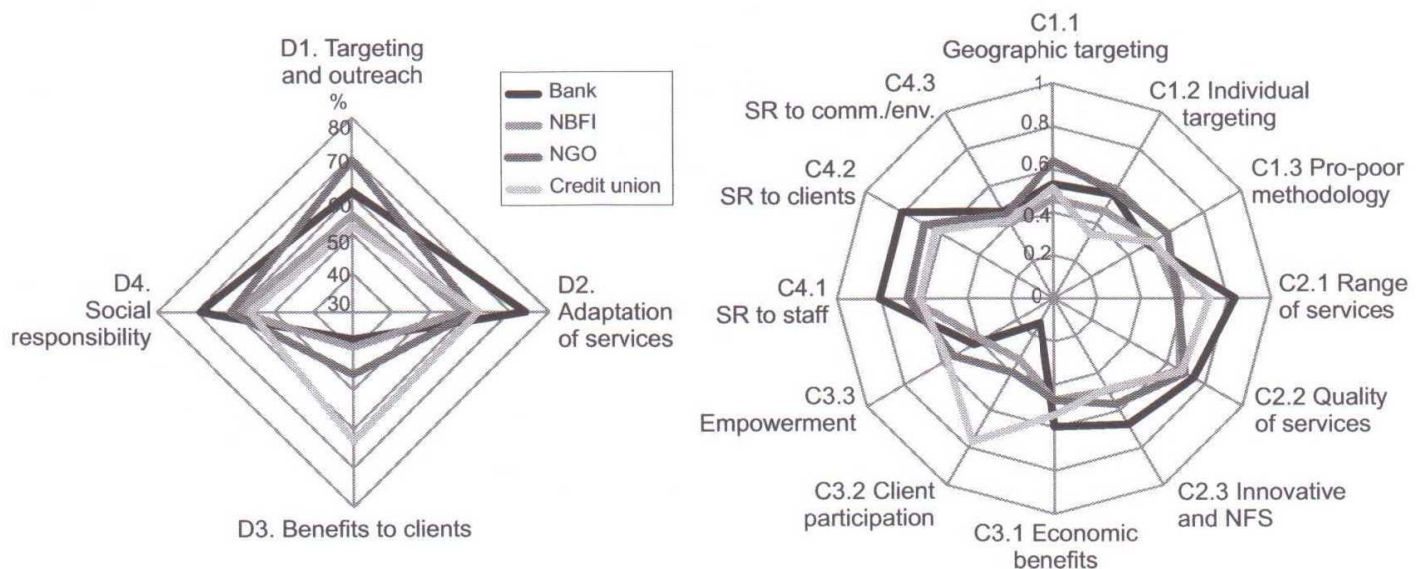 D1. Targeting
and outreach
%
80
70
60
50
40
30
D2.
Adaptation
of services
D3. Benefits to clients
D4.
Social
responsibility
Bank
NBFI
NGO
Credit union
C1.1
Geographic targeting
1
0.8
0.6
0.4
0.2
0
C1.2 Individual
targeting
C1.3 Pro-poor
methodology
C2.1 Range
of services
C2.2 Quality
of services
C2.3 Innovative
and NFS
C3.1 Economic
benefits
C3.2 Client
participation
C3.3
Empowerment
C4.1
SR to staff
C4.2
SR to clients
C4.3
SR to comm./env.